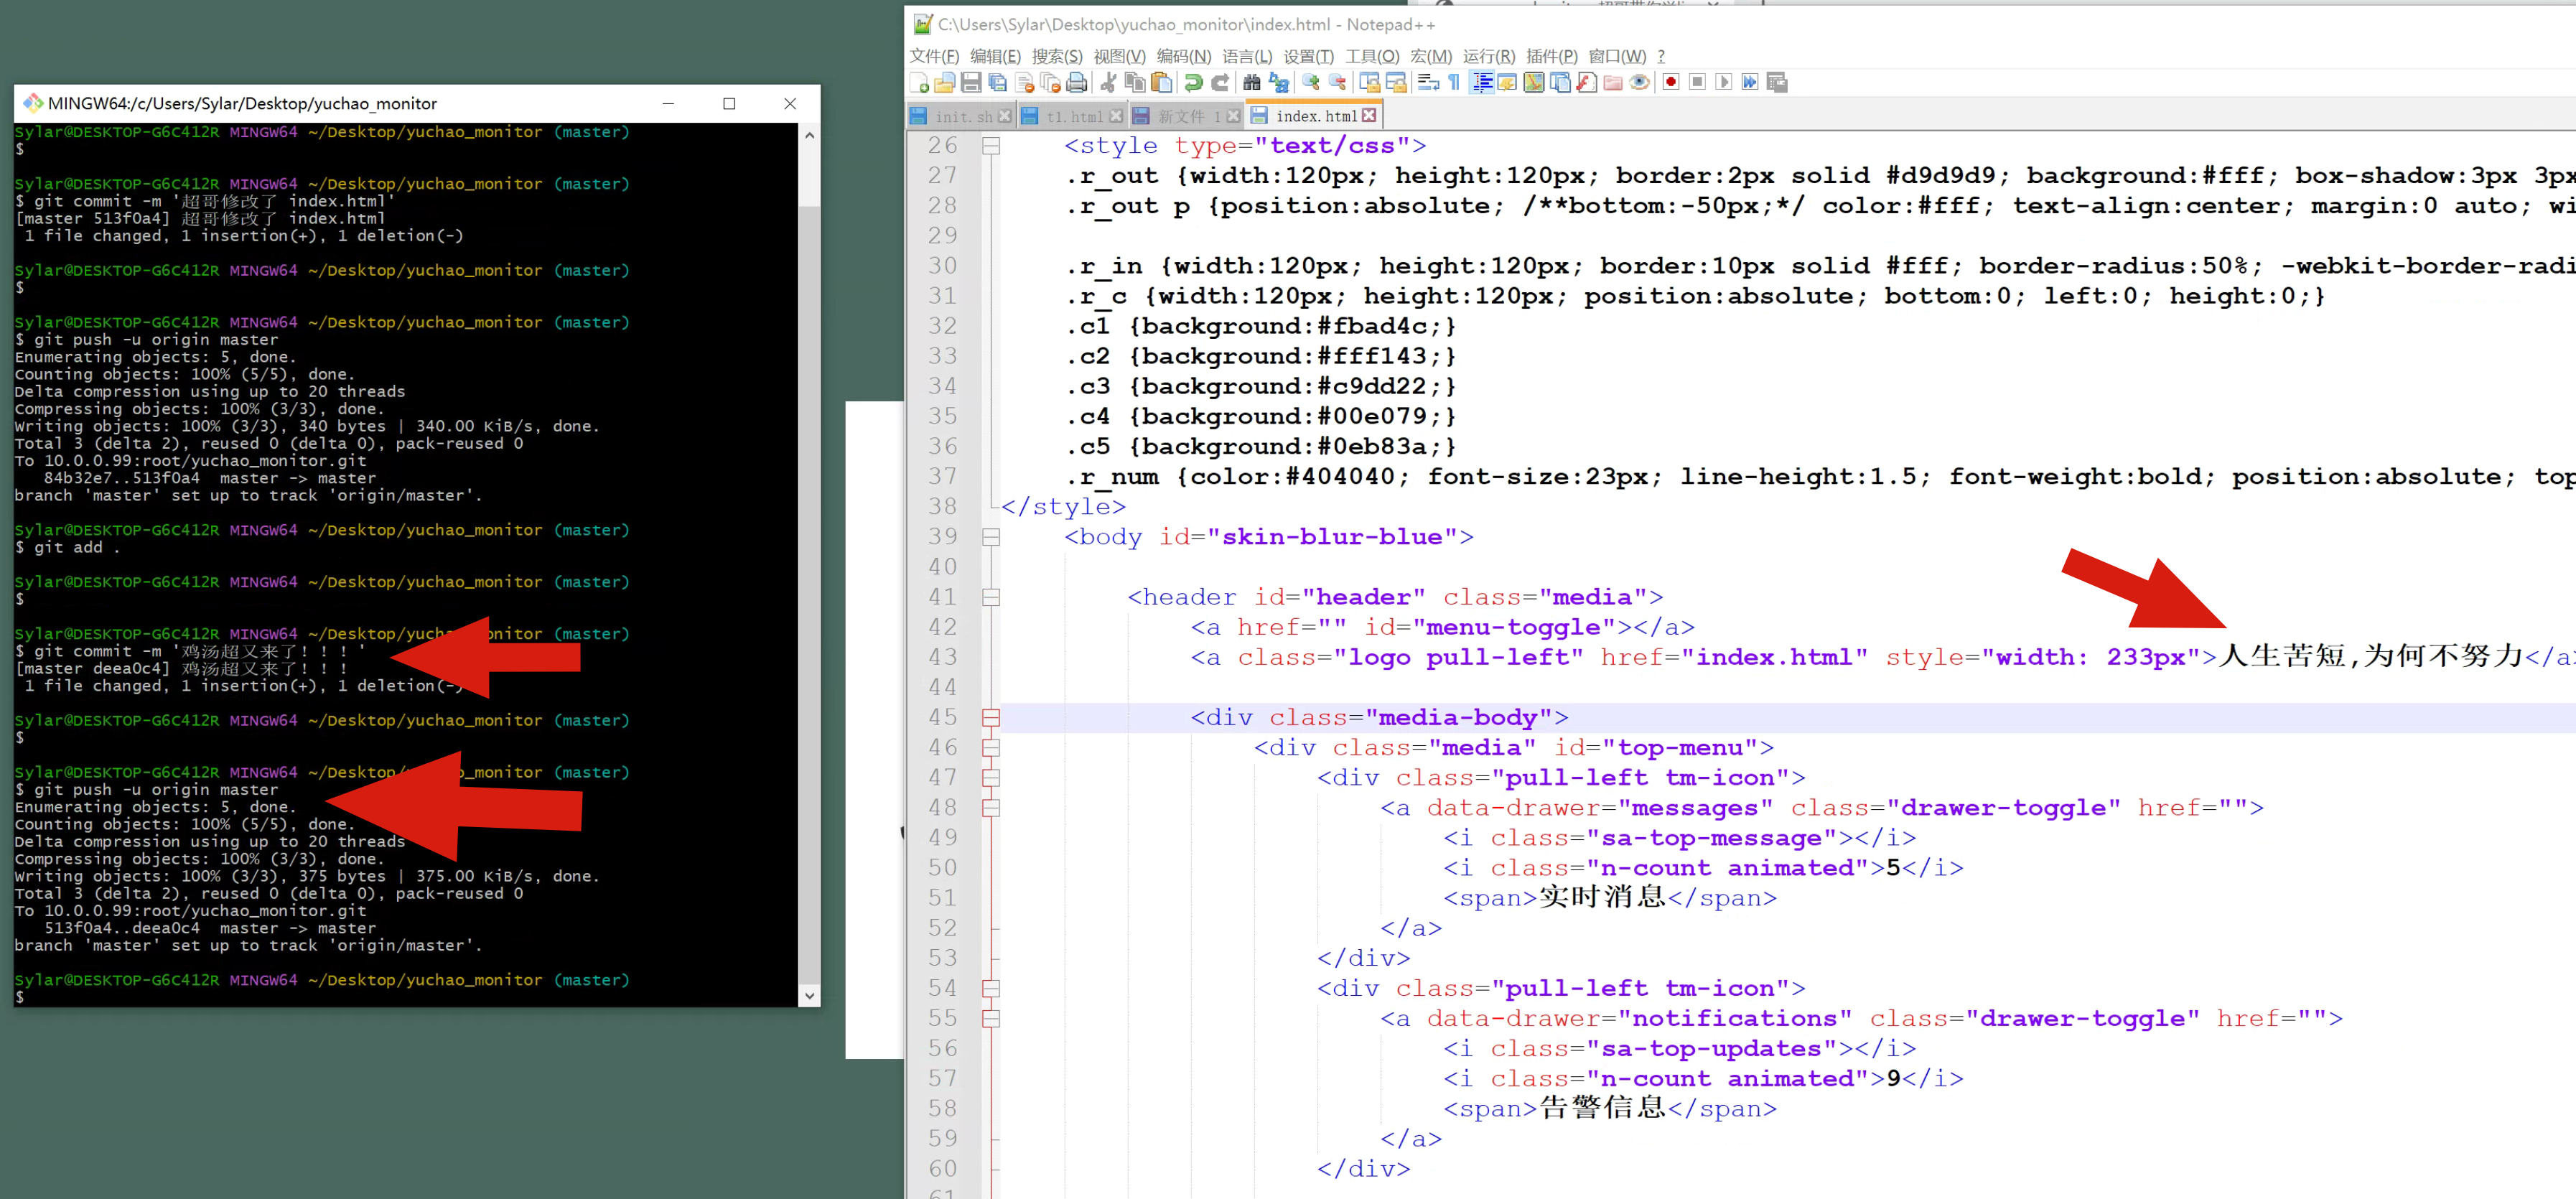 MINGW64:/c/Users/Sylar/Desktop/yuchao_monitor
Sylar@DESKTOP-G6C412R MINGW64 ~/Desktop/yuchao_monitor (master)
$
Sylar@DESKTOP-G6C412R MINGW64 ~/Desktop/yuchao_monitor (master)
$ git commit -m '超哥修改了 index.html'
[master 513f0a4] 超哥修改了 index.html
1 file changed, 1 insertion(+), 1 deletion(-)
Sylar@DESKTOP-G6C412R MINGW64 ~/Desktop/yuchao_monitor (master)
$
Sylar@DESKTOP-G6C412R MINGW64 ~/Desktop/yuchao_monitor (master)
$ git push -u origin master
Enumerating objects: 5, done.
Counting objects: 100% (5/5), done.
Delta compression using up to 20 threads
Compressing objects: 100% (3/3), done.
Writing objects: 100% (3/3), 340 bytes | 340.00 KiB/s, done.
Total 3 (delta 2), reused 0 (delta 0), pack-reused 0
To 10.0.0.99:root/yuchao_monitor.git
84b32e7..513f0a4  master -> master
branch 'master' set up to track 'origin/master'.
Sylar@DESKTOP-G6C412R MINGW64 ~/Desktop/yuchao_monitor (master)
$ git add .
Sylar@DESKTOP-G6C412R MINGW64 ~/Desktop/yuchao_monitor (master)
$
Sylar@DESKTOP-G6C412R MINGW64 ~/Desktop/yuch onitor (master)
$ git commit -m '鸡汤超又来了！！！'
[master deea0c4] 鸡汤超又来了！！！
1 file changed, 1 insertion(+), 1 deletion(-)
Sylar@DESKTOP-G6C412R MINGW64 ~/Desktop/yuchao_monitor (master)
$
Sylar@DESKTOP-G6C412R MINGW64 ~/Desktop ao_monitor (master)
$ git push -u origin master
Enumerating objects: 5, done.
Counting objects: 100% (5/5), done.
Delta compression using up to 20 threads
Compressing objects: 100% (3/3), done.
Writing objects: 100% (3/3), 375 bytes | 375.00 KiB/s, done.
Total 3 (delta 2), reused 0 (delta 0), pack-reused 0
To 10.0.0.99:root/yuchao_monitor.git
513f0a4..deea0c4  master -> master
branch 'master' set up to track 'origin/master'.
Sylar@DESKTOP-G6C412R MINGW64 ~/Desktop/yuchao_monitor (master)
$
C:\Users\Sylar\Desktop\yuchao_monitor\index.html - Notepad++
文件(F) 编辑(E) 搜索(S) 视图(V) 编码(N) 语言(L) 设置(T) 工具(O) 宏(M) 运行(R) 插件(P) 窗口(W) ?
init.sh t1.html 新文件 1 index.html
26 <style type="text/css">
27 .r_out {width:120px; height:120px; border:2px solid #d9d9d9; background:#fff; box-shadow:3px 3px
28 .r_out p {position:absolute; /**bottom:-50px;*/ color:#fff; text-align:center; margin:0 auto; wi
29
30 .r_in {width:120px; height:120px; border:10px solid #fff; border-radius:50%; -webkit-border-radi
31 .r_c {width:120px; height:120px; position:absolute; bottom:0; left:0; height:0;}
32 .c1 {background:#fbad4c;}
33 .c2 {background:#fff143;}
34 .c3 {background:#c9dd22;}
35 .c4 {background:#00e079;}
36 .c5 {background:#0eb83a;}
37 .r_num {color:#404040; font-size:23px; line-height:1.5; font-weight:bold; position:absolute; top
38 </style>
39 <body id="skin-blur-blue">
40
41 <header id="header" class="media">
42 <a href="" id="menu-toggle"></a>
43 <a class="logo pull-left" href="index.html" style="width: 233px">人生苦短,为何不努力</a>
44
45 <div class="media-body">
46 <div class="media" id="top-menu">
47 <div class="pull-left tm-icon">
48 <a data-drawer="messages" class="drawer-toggle" href="">
49 <i class="sa-top-message"></i>
50 <i class="n-count animated">5</i>
51 <span>实时消息</span>
52 </a>
53 </div>
54 <div class="pull-left tm-icon">
55 <a data-drawer="notifications" class="drawer-toggle" href="">
56 <i class="sa-top-updates"></i>
57 <i class="n-count animated">9</i>
58 <span>告警信息</span>
59 </a>
60 </div>
61